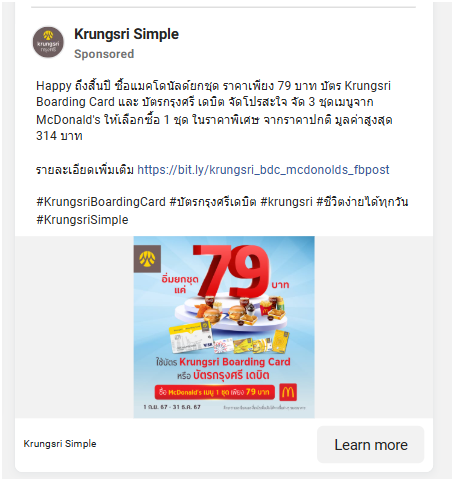 Krungsri Simple
Sponsored
Happy ถึงสิ้นปี ซื้อแมคโดนัลด์ยกชุด ราคาเพียง 79 บาท บัตร Krungsri
Boarding Card และ บัตรกรุงศรี เดบิต จัดโปรสะใจ จัด 3 ชุดเมนูจาก
McDonald's ให้เลือกซื้อ 1 ชุด ในราคาพิเศษ จากราคาปกติ มูลค่าสูงสุด
314 บาท
รายละเอียดเพิ่มเติม https://bit.ly/krungsri_bdc_mcdonolds_fbpost
#KrungsriBoardingCard #บัตรกรุงศรีเดบิต #krungsri #ชีวิตง่ายได้ทุกวัน
#KrungsriSimple
krungsri
กรุงศรี
อิ่มยกชุด
แค่
79
บาท
ใช้บัตร Krungsri Boarding Card
หรือ บัตรกรุงศรี เดบิต
ซื้อ McDonald's เมนู 1 ชุด เพียง 79 บาท
1 ก.ย. 67 - 31 ธ.ค. 67
Krungsri Simple
Learn more